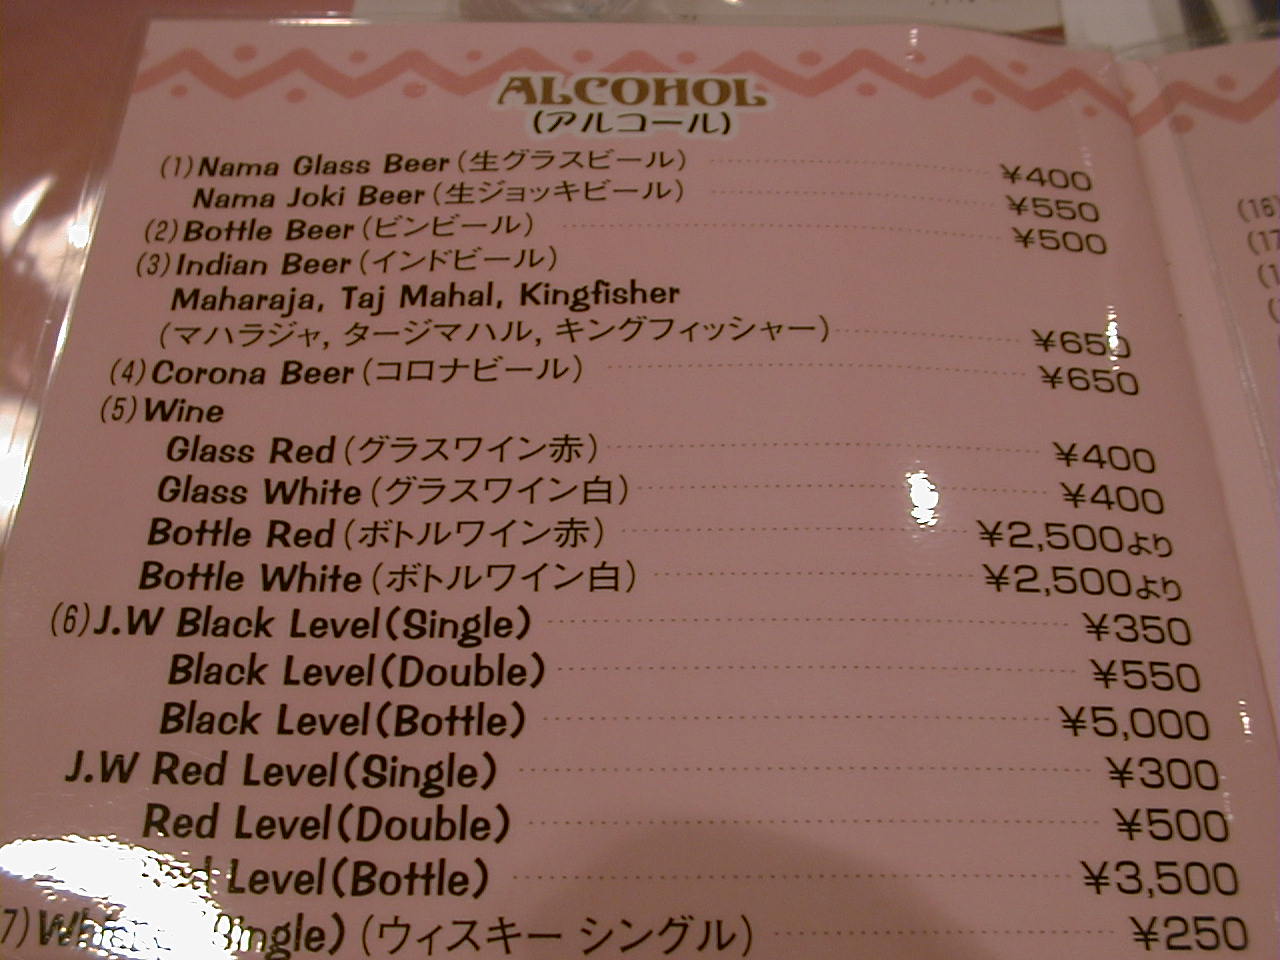 ALCOHOL
(アルコール)
(1) Nama Glass Beer (生グラスビール) ¥400
Nama Joki Beer (生ジョッキビール) ¥550
(2) Bottle Beer (ビンビール) ¥500
(3) Indian Beer (インドビール)
Maharaja, Taj Mahal, Kingfisher
(マハラジャ, タージマハル, キングフィッシャー) ¥650
(4) Corona Beer (コロナビール) ¥650
(5) Wine
Glass Red (グラスワイン赤) ¥400
Glass White (グラスワイン白) ¥400
Bottle Red (ボトルワイン赤) ¥2,500より
Bottle White (ボトルワイン白) ¥2,500より
(6) J.W Black Level(Single) ¥350
Black Level(Double) ¥550
Black Level(Bottle) ¥5,000
J.W Red Level(Single) ¥300
Red Level(Double) ¥500
Red Level(Bottle) ¥3,500
(ウィスキー シングル) ¥250